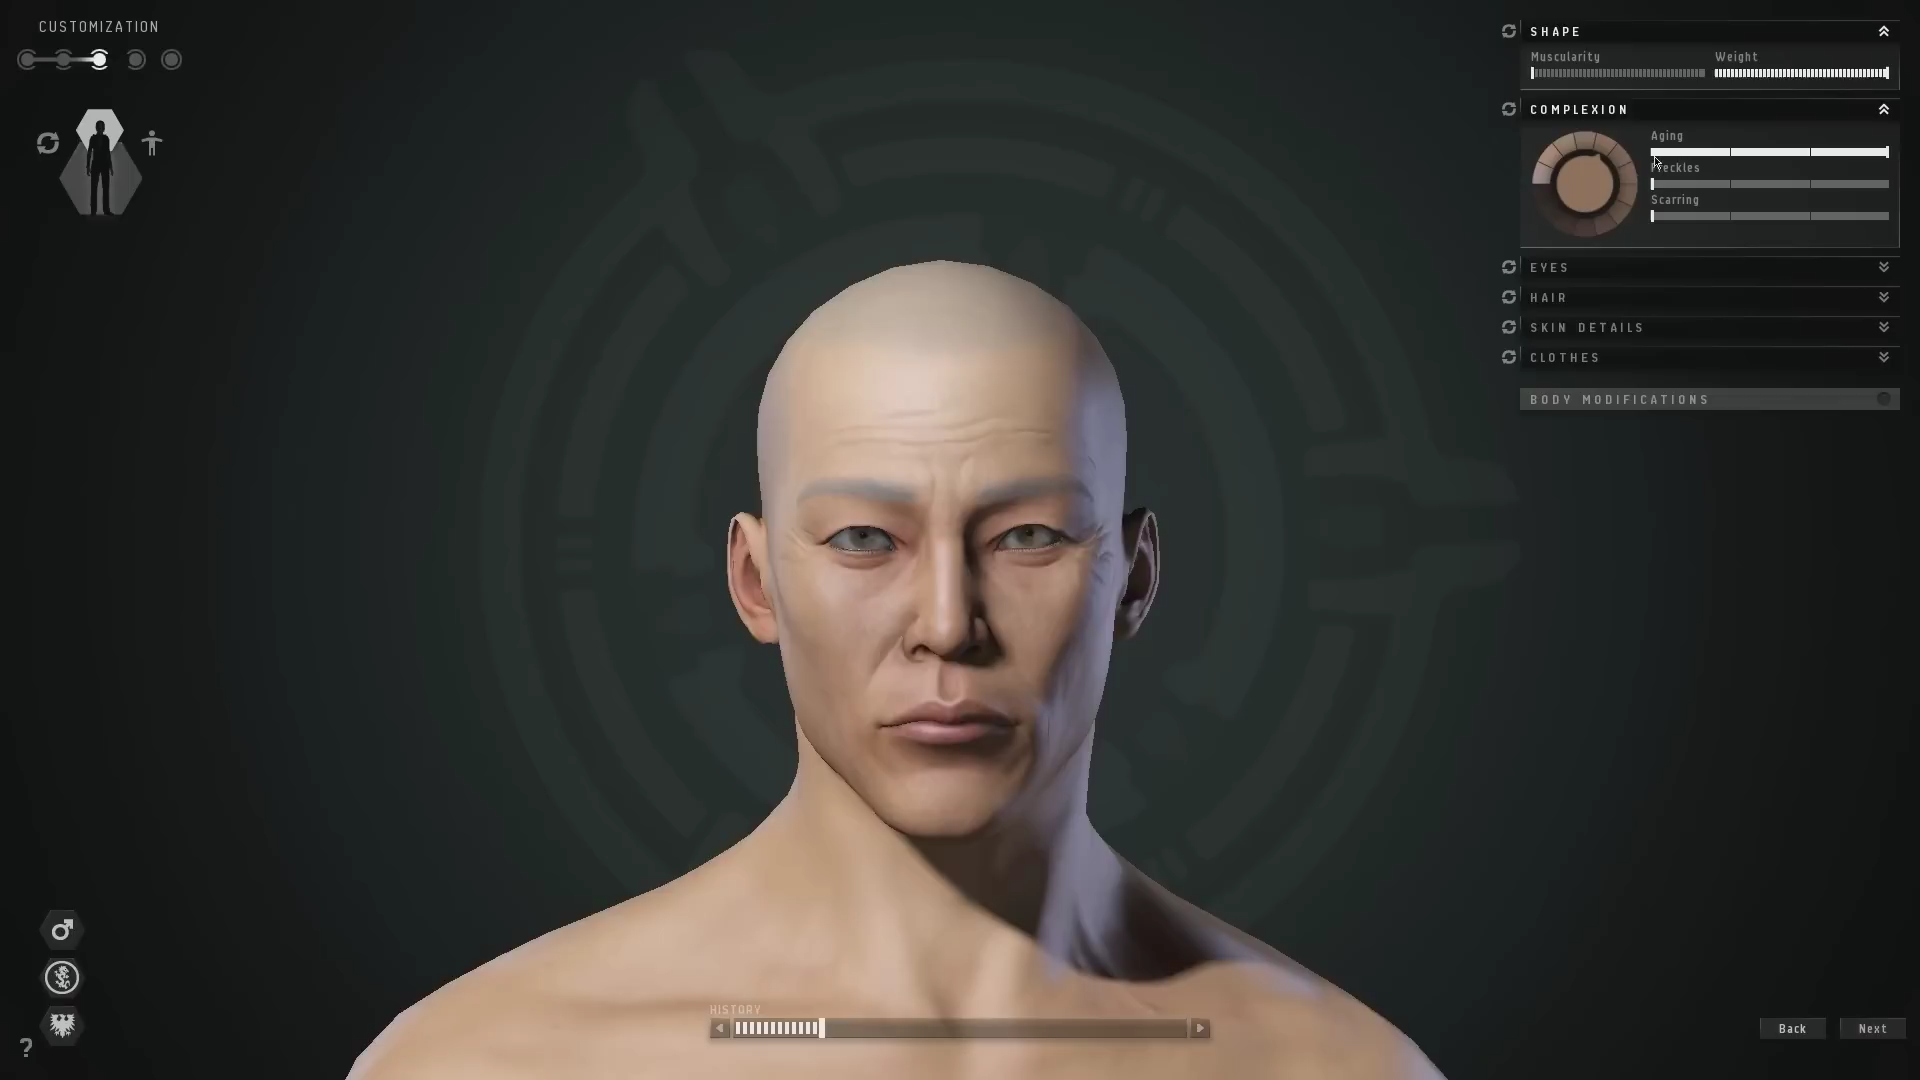 CUSTOMIZATION
SHAPE
Muscularity Weight
COMPLEXION
Aging
Freckles
Scarring
EYES
HAIR
SKIN DETAILS
CLOTHES
BODY MODIFICATIONS
HISTORY
?
Back Next